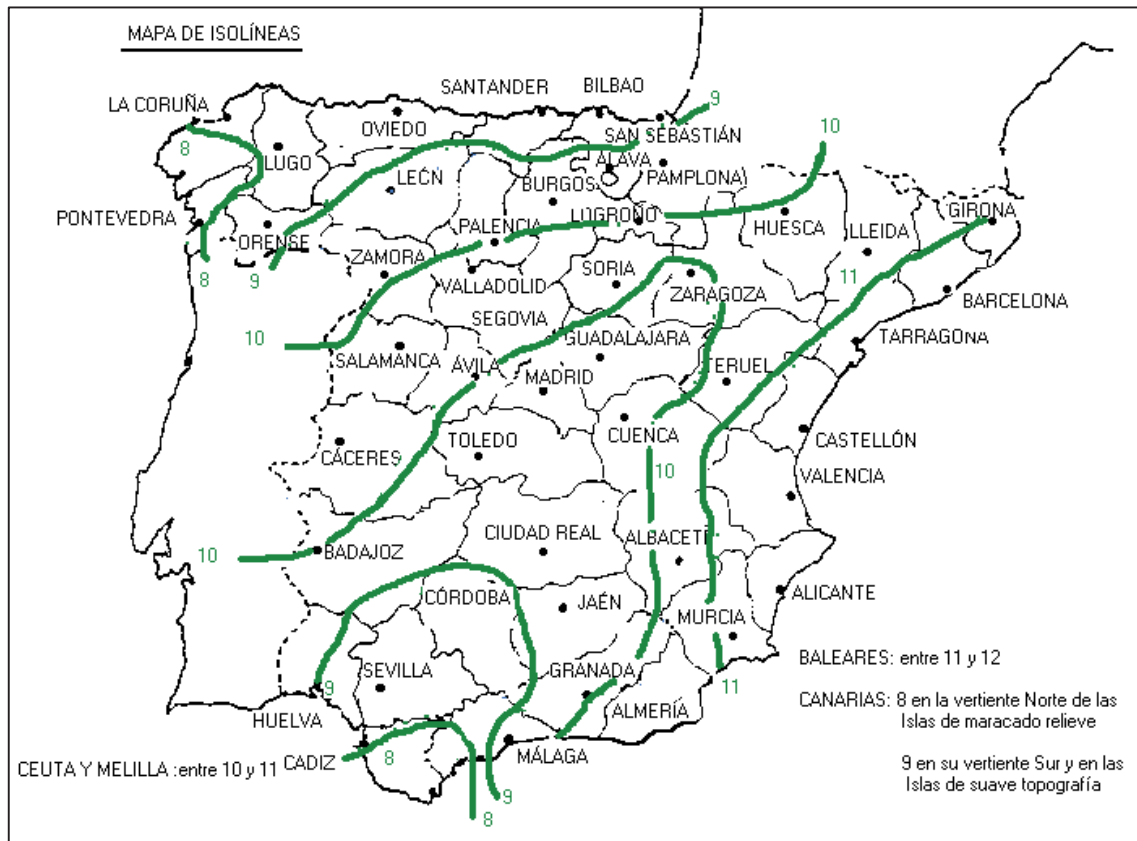 MAPA DE ISOLÍNEAS
SANTANDER
BILBAO
LA CORUÑA
OVIEDO
9
SAN SEBASTIÁN
10
8
LUGO
ALAVA
LEÓN
BURGOS
PAMPLONA
PONTEVEDRA
ORENSE
PALENCIA
LOGROÑO
HUESCA
GIRONA
LLEIDA
8
9
ZAMORA
SORIA
11
VALLADOLID
ZARAGOZA
BARCELONA
SEGOVIA
10
GUADALAJARA
TARRAGONA
SALAMANCA
ÁVILA
MADRID
TERUEL
CUENCA
CASTELLÓN
TOLEDO
CÁCERES
10
VALENCIA
CIUDAD REAL
ALBACETE
10
BADAJOZ
CÓRDOBA
JAÉN
ALICANTE
MURCIA
SEVILLA
GRANADA
BALEARES: entre 11 y 12
9
11
HUELVA
ALMERÍA
CANARIAS: 8 en la vertiente Norte de las
Islas de maracado relieve
8
MÁLAGA
CEUTA Y MELILLA :entre 10 y 11
CADIZ
9 en su vertiente Sur y en las
Islas de suave topografía
9
8